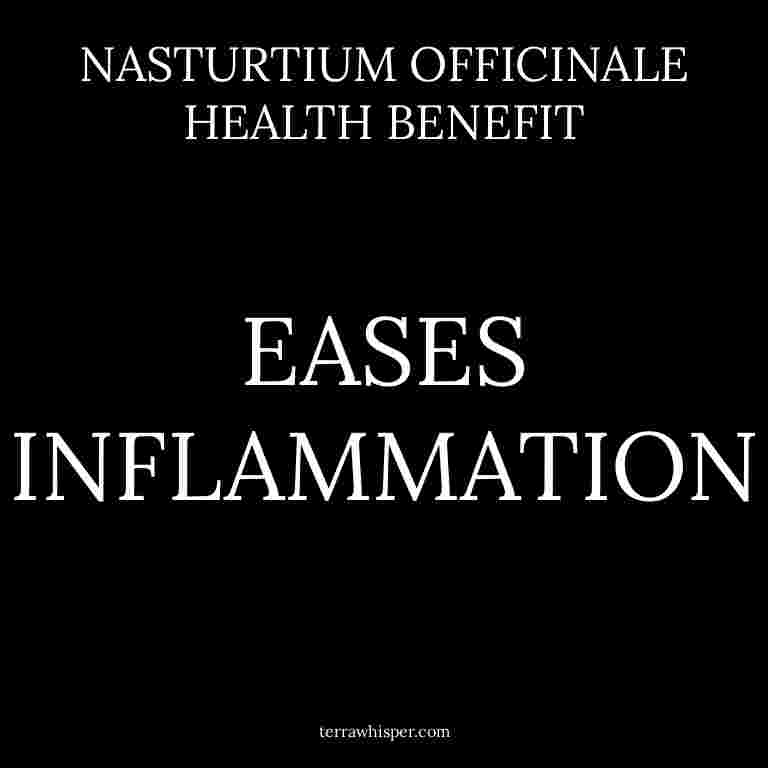 NASTURTIUM OFFICINALE
HEALTH BENEFIT
EASES
INFLAMMATION
terrawhisper.com